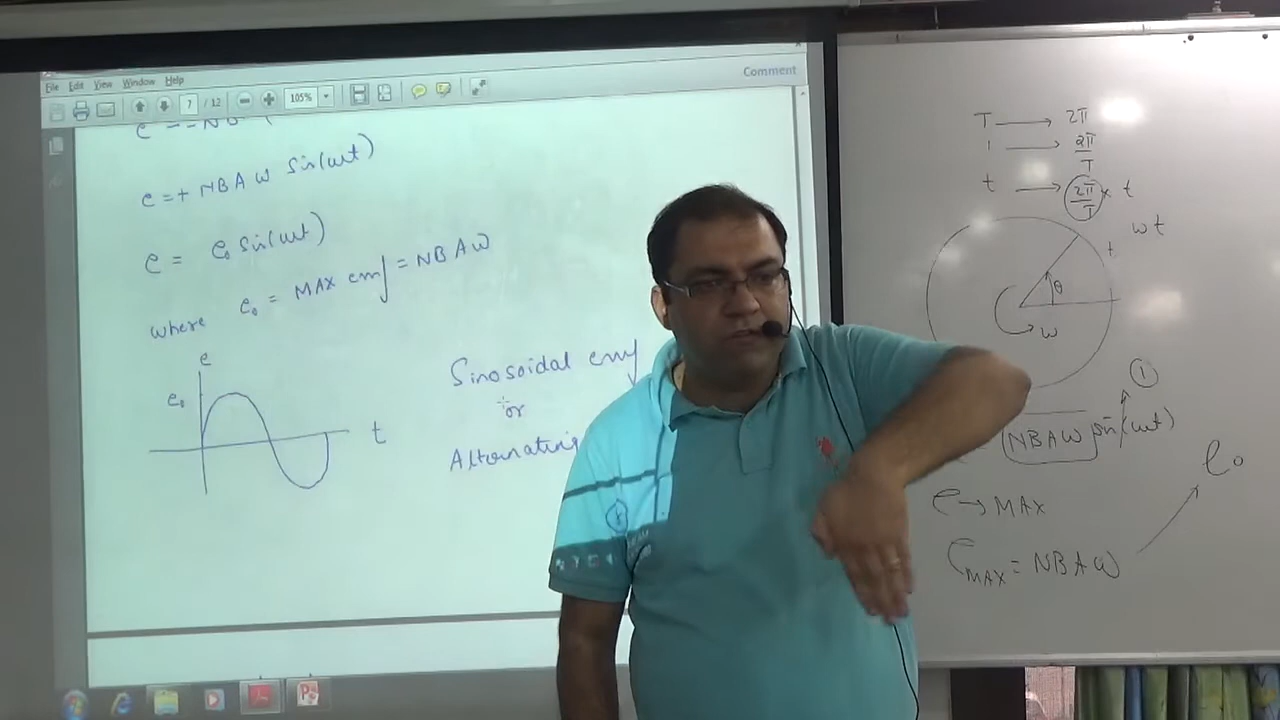 File Edit View Window Help
Comment
7 / 12
105%
e = + NBA ω Sin(ωt)
e = e₀ Sin(ωt)
where e₀ = MAX emf = NBAω
e
e₀
t
Sinosoidal emf
or
Alternating
T → 2π
1 → 2π/T
t → 2π/T × t
ωt
t
θ
ω
①
NBAω sin(ωt)
e → MAX
e₀
e_MAX = NBAω